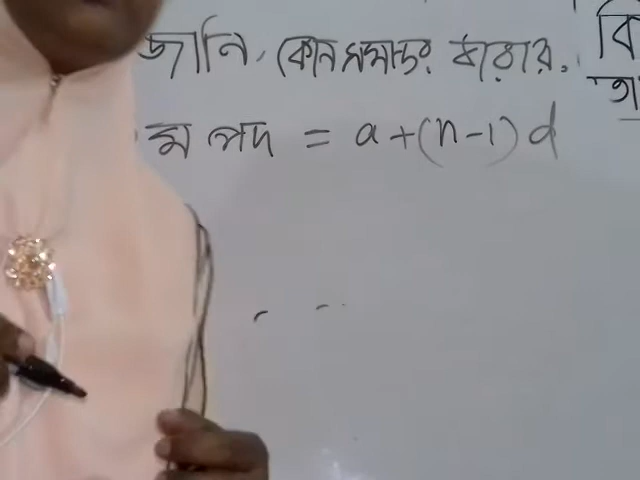 জানি, কোন সমান্তর ধারার
ম পদ = a + (n-1) d
বি